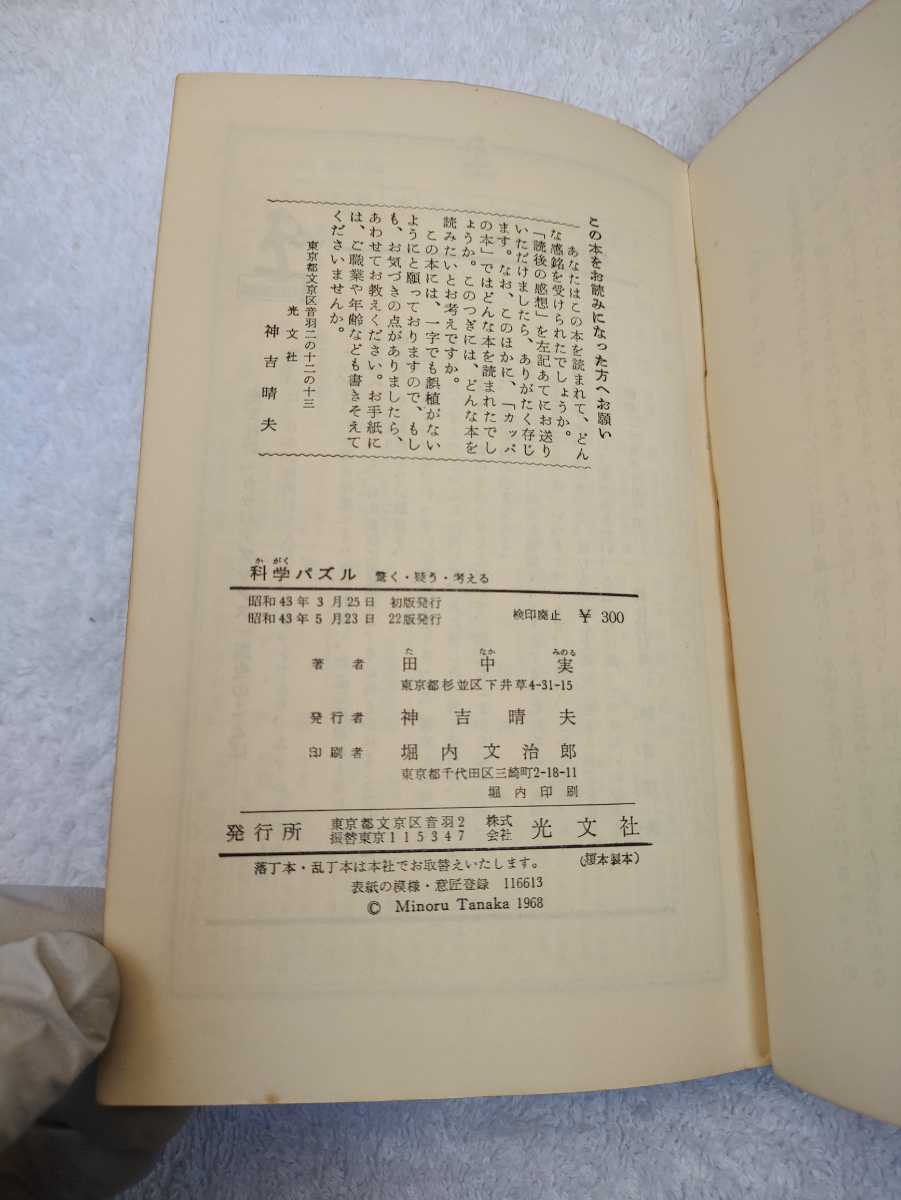 この本をお読みになった方へお願い
あなたはこの本を読まれて、どん
な感銘を受けられたでしょうか。
「読後の感想」を左記あてにお送り
いただけましたら、ありがたく存じ
ます。なお、このほかに、「カッパ
の本」ではどんな本を読まれたでし
ょうか。このつぎには、どんな本を
読みたいとお考えですか。
この本には、一字でも誤植がない
ようにと願っておりますので、もし
も、お気づきの点がありましたら、
あわせてお教えください。お手紙に
は、ご職業や年齢なども書きそえて
くださいませんか。
東京都文京区音羽二の十二の十三
光文社
神吉晴夫
か がく
科学パズル 驚く・疑う・考える
昭和43年3月25日 初版発行
昭和43年5月23日 22版発行 検印廃止 ¥ 300
た なか みのる
著者 田中実
東京都杉並区下井草4-31-15
発行者 神吉晴夫
印刷者 堀内文治郎
東京都千代田区三崎町2-18-11
堀内印刷
発行所 東京都文京区音羽2 振替東京115347 株式会社 光文社
落丁本・乱丁本は本社でお取替えいたします。 (榎本製本)
表紙の模様・意匠登録 116613
© Minoru Tanaka 1968